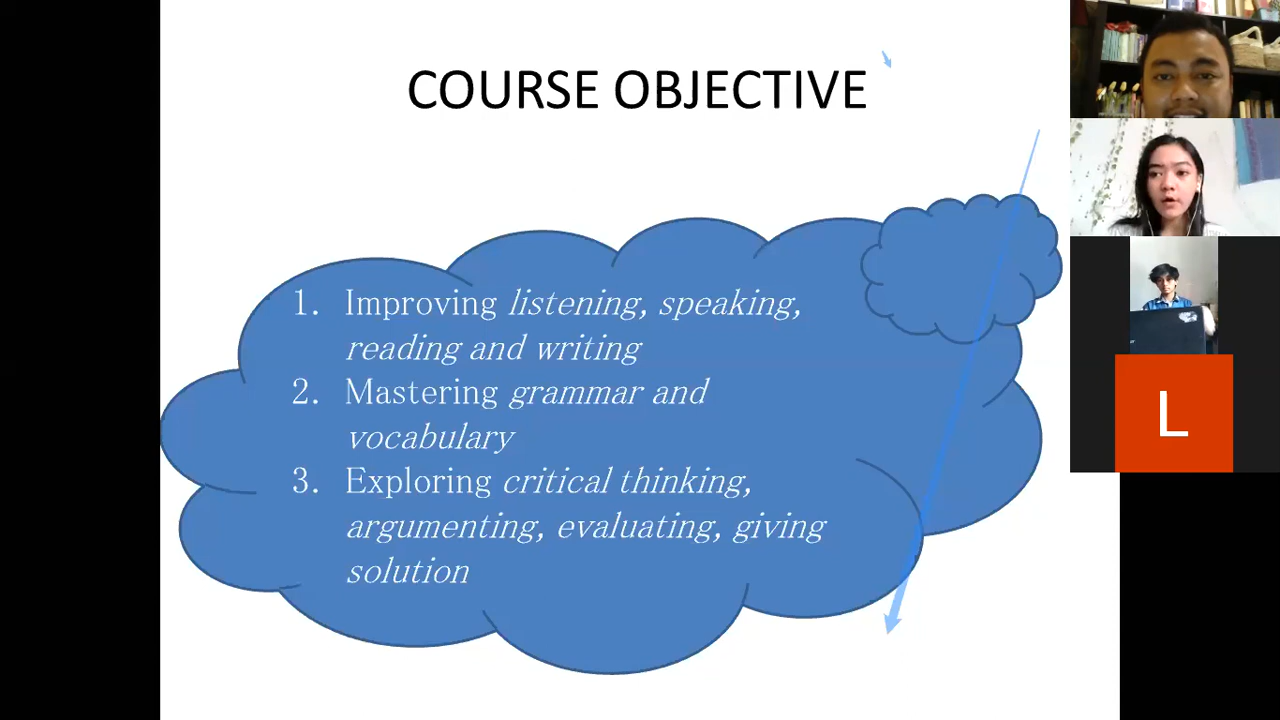 COURSE OBJECTIVE
1. Improving listening, speaking,
reading and writing
2. Mastering grammar and
vocabulary
3. Exploring critical thinking,
argumenting, evaluating, giving
solution
L